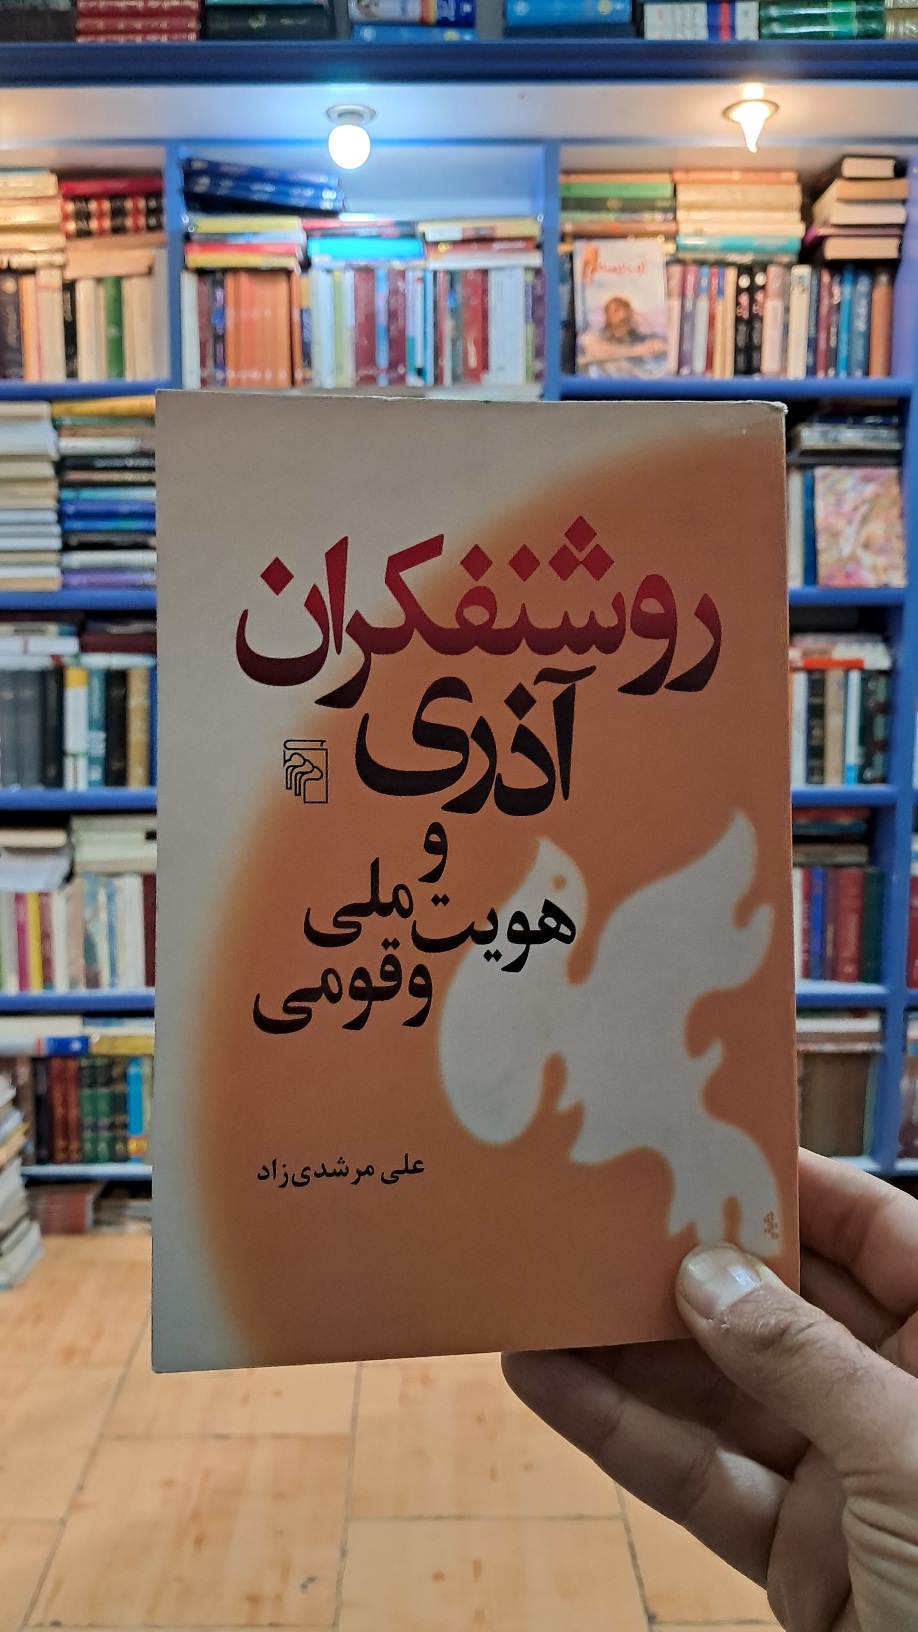 روشنفکران
آذری
و
هویت ملی
و قومی
علی مرشدی‌زاد